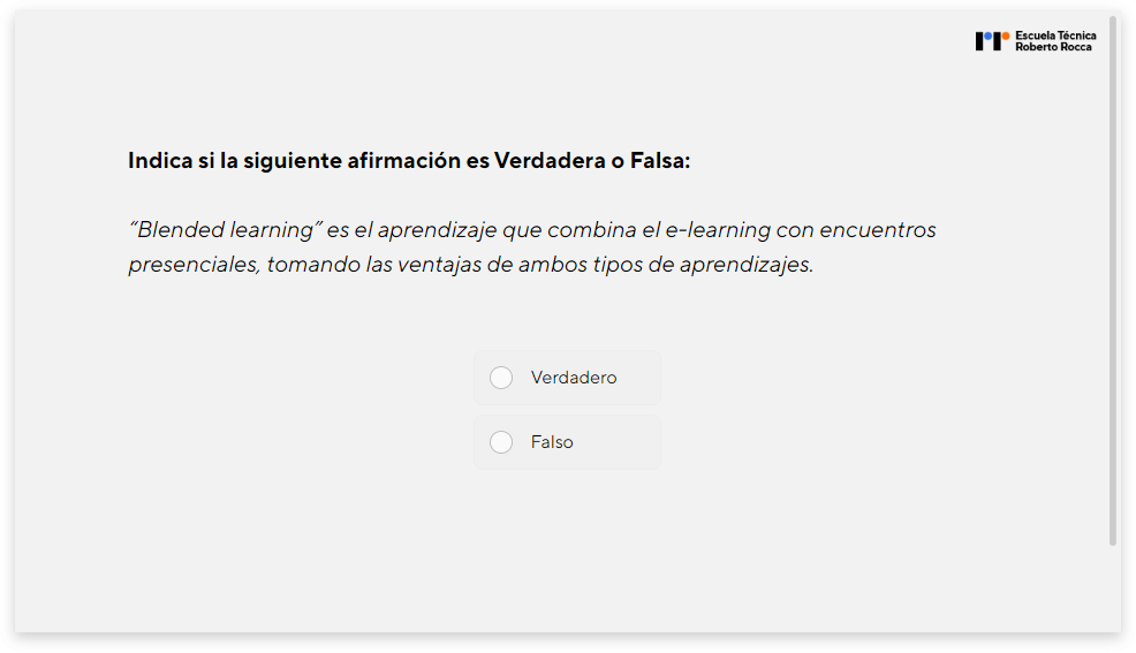 Escuela Técnica
Roberto Rocca
Indica si la siguiente afirmación es Verdadera o Falsa:
“Blended learning” es el aprendizaje que combina el e-learning con encuentros
presenciales, tomando las ventajas de ambos tipos de aprendizajes.
Verdadero
Falso